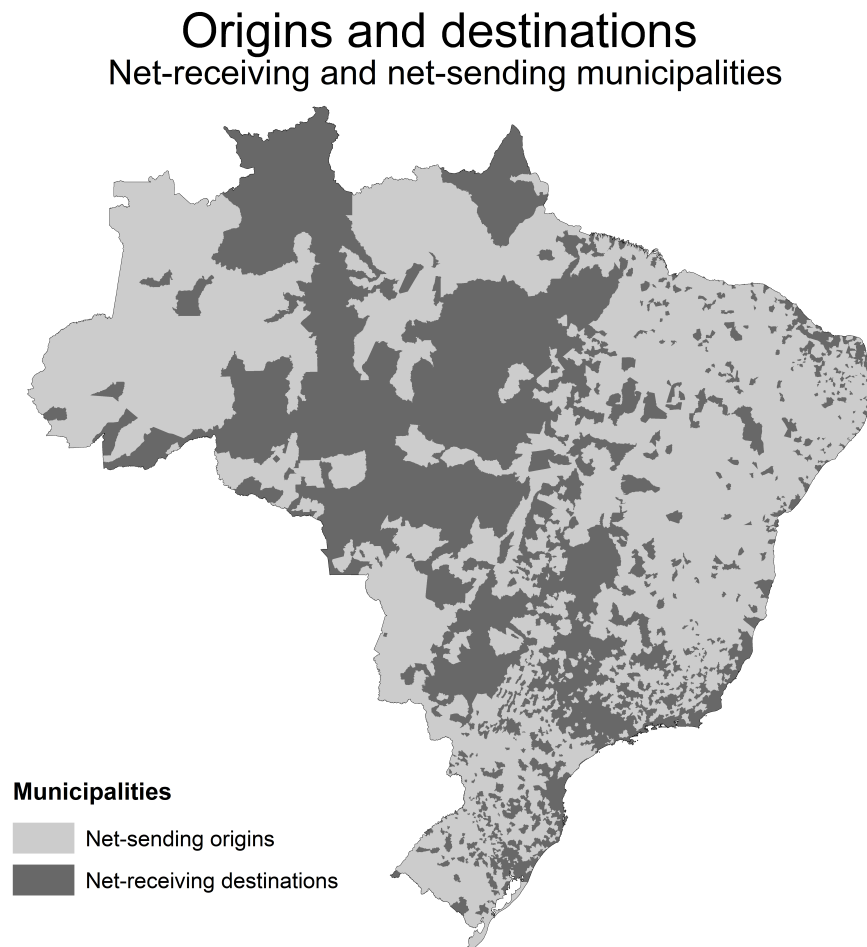 Origins and destinations
Net-receiving and net-sending municipalities
Municipalities
Net-sending origins
Net-receiving destinations